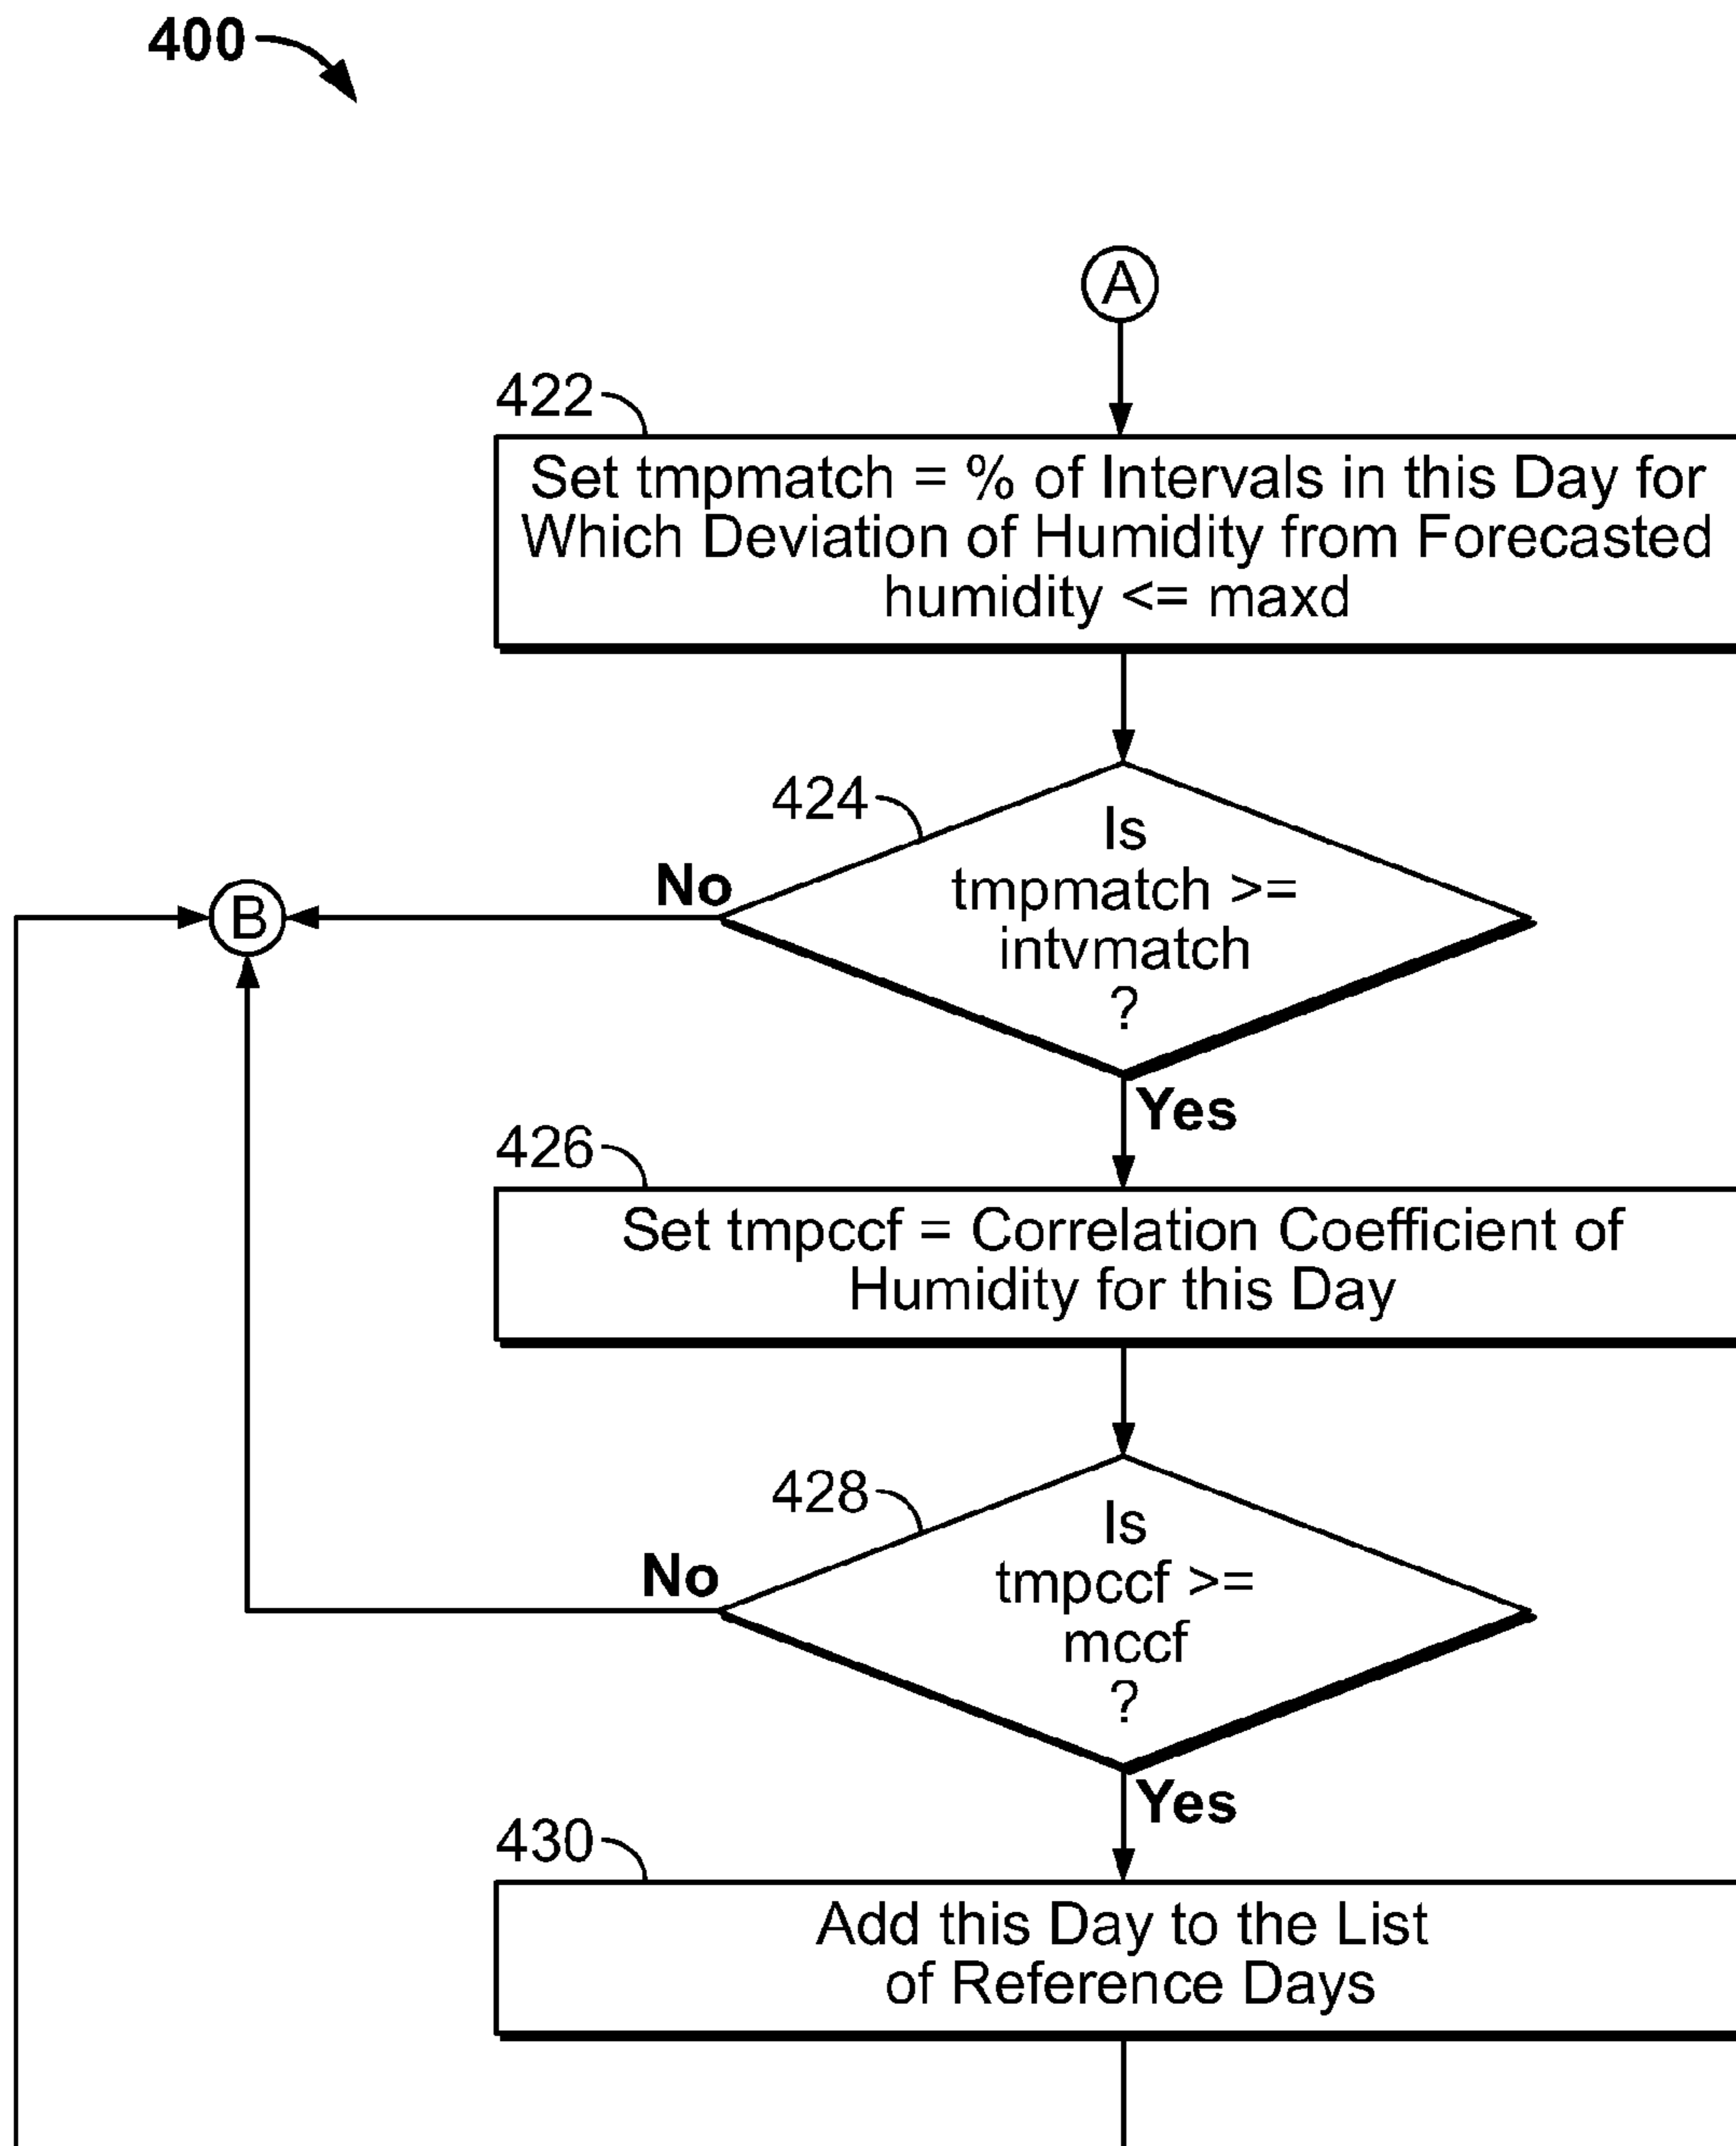 400
A
422
Set tmpmatch = % of Intervals in this Day for
Which Deviation of Humidity from Forecasted
humidity <= maxd
424
Is
tmpmatch >=
intvmatch
?
No
B
Yes
426
Set tmpccf = Correlation Coefficient of
Humidity for this Day
428
Is
tmpccf >=
mccf
?
No
Yes
430
Add this Day to the List
of Reference Days